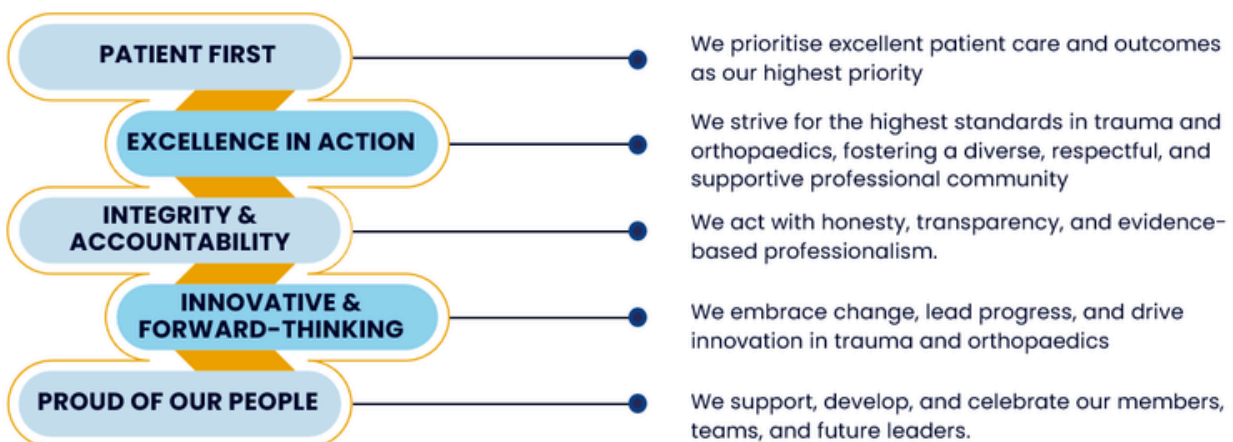 PATIENT FIRST
We prioritise excellent patient care and outcomes
as our highest priority
EXCELLENCE IN ACTION
We strive for the highest standards in trauma and
orthopaedics, fostering a diverse, respectful, and
supportive professional community
INTEGRITY &
ACCOUNTABILITY
We act with honesty, transparency, and evidence-
based professionalism.
INNOVATIVE &
FORWARD-THINKING
We embrace change, lead progress, and drive
innovation in trauma and orthopaedics
PROUD OF OUR PEOPLE
We support, develop, and celebrate our members,
teams, and future leaders.